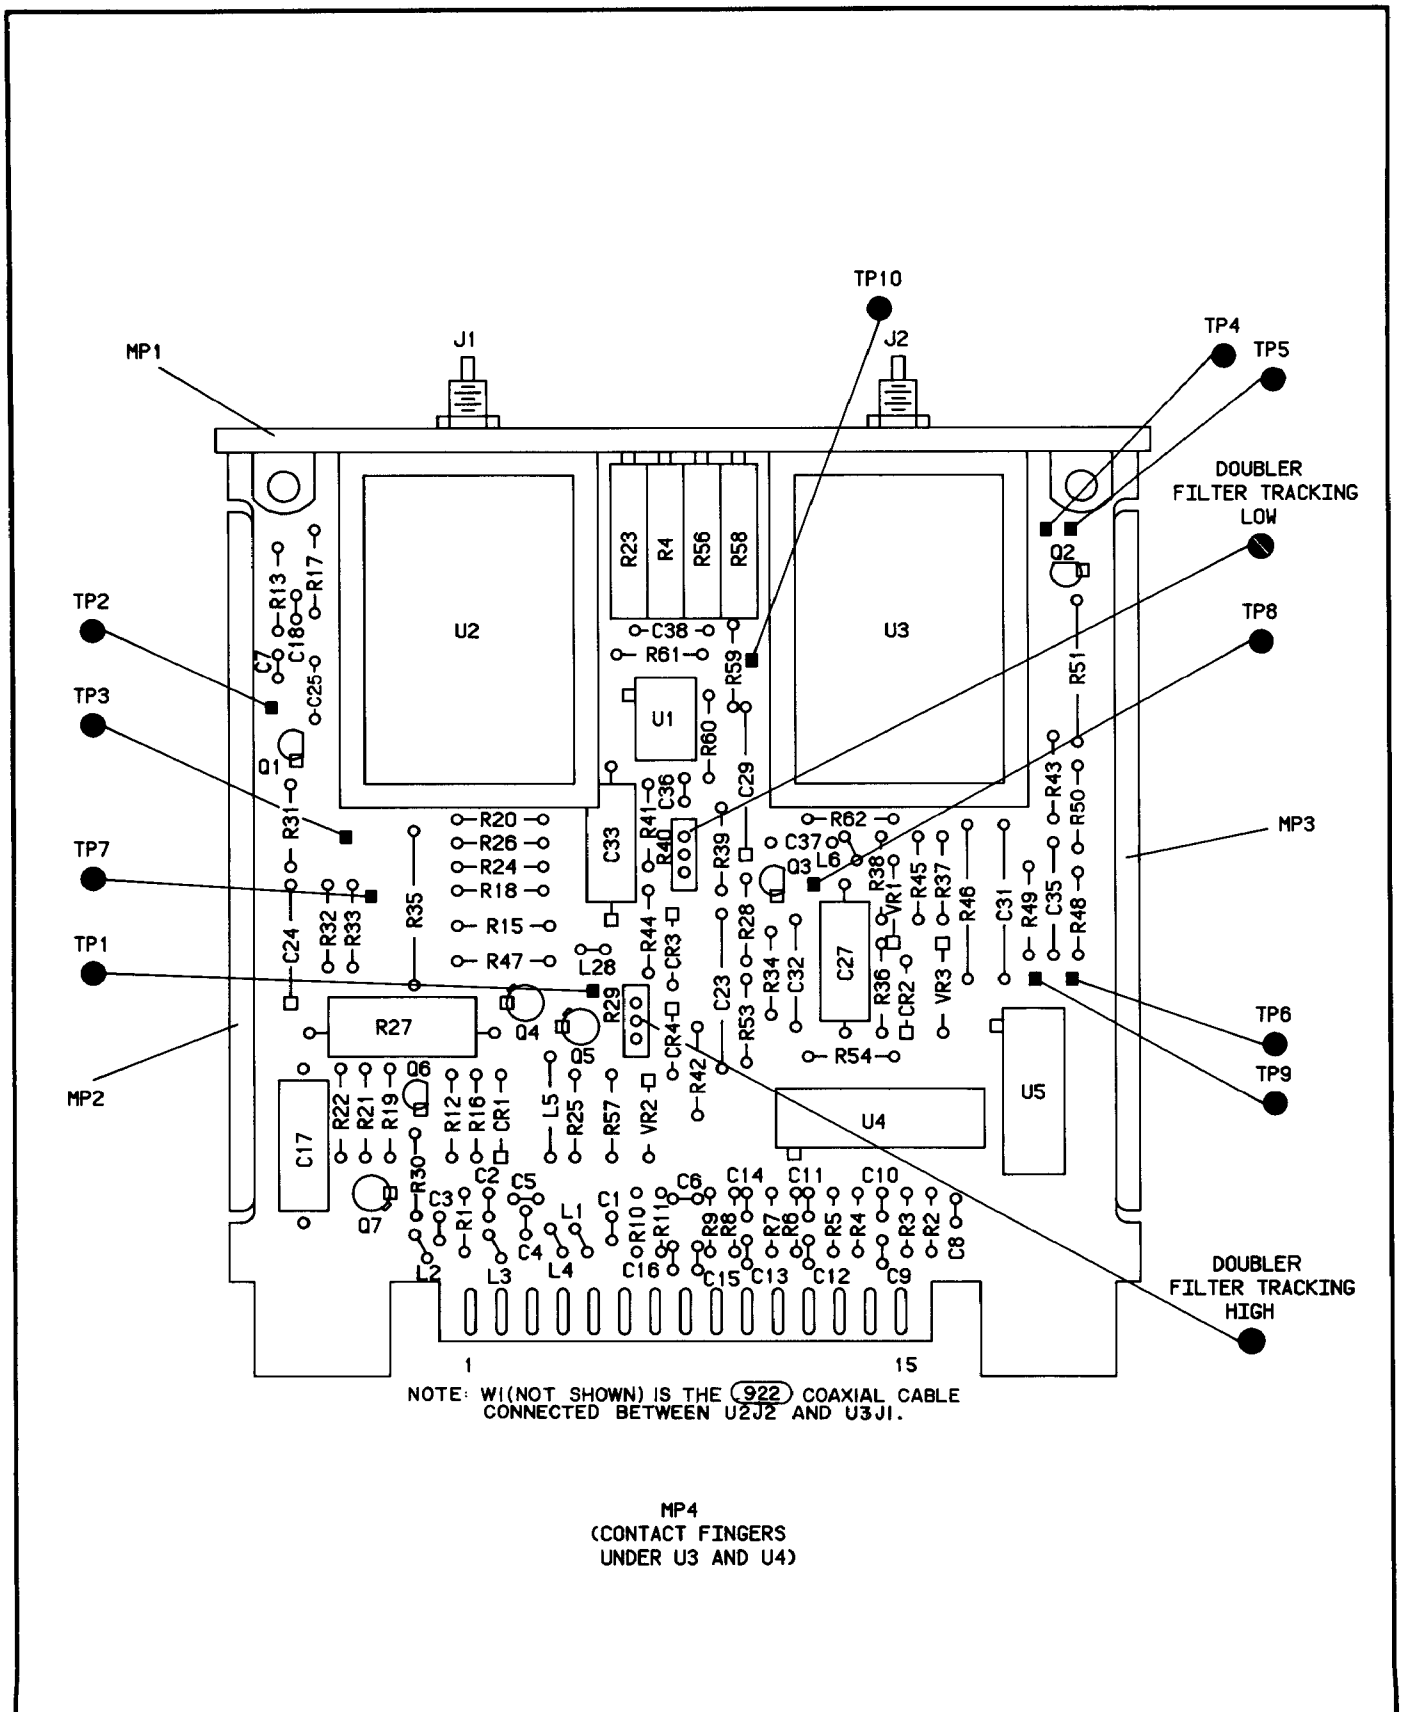 TP10
J1
J2
TP4
TP5
MP1
DOUBLER
FILTER TRACKING
LOW
R23
R4
R56
R58
Q2
R13
R17
TP2
C18
U2
U3
TP8
C38
R61
R59
R51
C7
C25
TP3
U1
R60
Q1
C29
R43
R50
C36
R31
R20
R41
R62
R40
C33
R26
C37
MP3
R39
L6
Q3
R38
TP7
R24
R18
VR1
R45
R37
R46
C31
R49
C35
R48
R35
R32
R33
R15
C24
R44
R28
TP1
R47
L28
CR3
C23
R34
C32
C27
R36
CR2
VR3
R29
R53
R27
Q4
Q5
CR4
R42
R54
TP6
TP9
MP2
Q6
U5
U4
C17
R22
R21
R19
R12
R16
CR1
L5
R25
R57
VR2
R30
C2
C5
C6
C14
C11
C10
Q7
C3
R1
L1
C1
R10
R11
R9
R8
R7
R6
R5
R4
R3
R2
C8
C4
L2
L3
L4
C16
C15
C13
C12
C9
DOUBLER
FILTER TRACKING
HIGH
1
15
NOTE: W1(NOT SHOWN) IS THE 922 COAXIAL CABLE
CONNECTED BETWEEN U2J2 AND U3J1.
MP4
(CONTACT FINGERS
UNDER U3 AND U4)